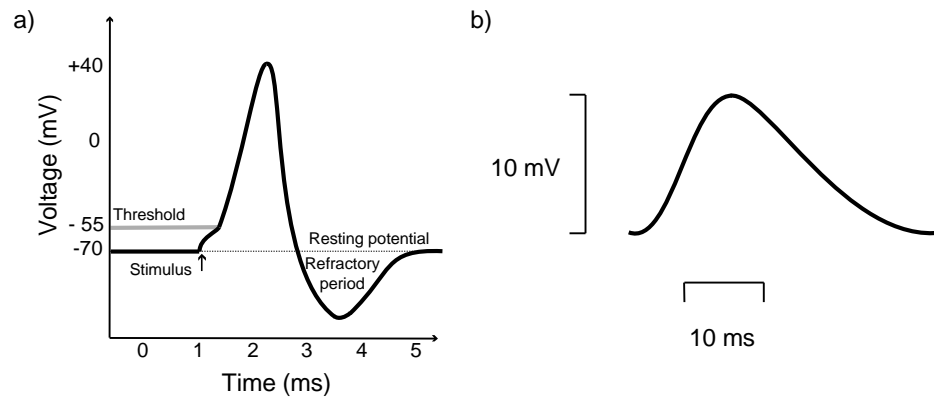 a)
b)
+40
0
- 55
-70
Voltage (mV)
Threshold
Stimulus
Resting potential
Refractory
period
0 1 2 3 4 5
Time (ms)
10 mV
10 ms